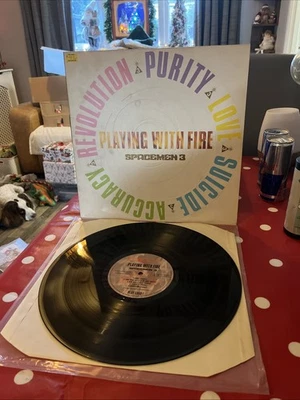 REVOLUTION
PURITY
LOVE
SUICIDE
ACCURACY
PLAYING WITH FIRE
SPACEMEN 3
PLAYING WITH FIRE